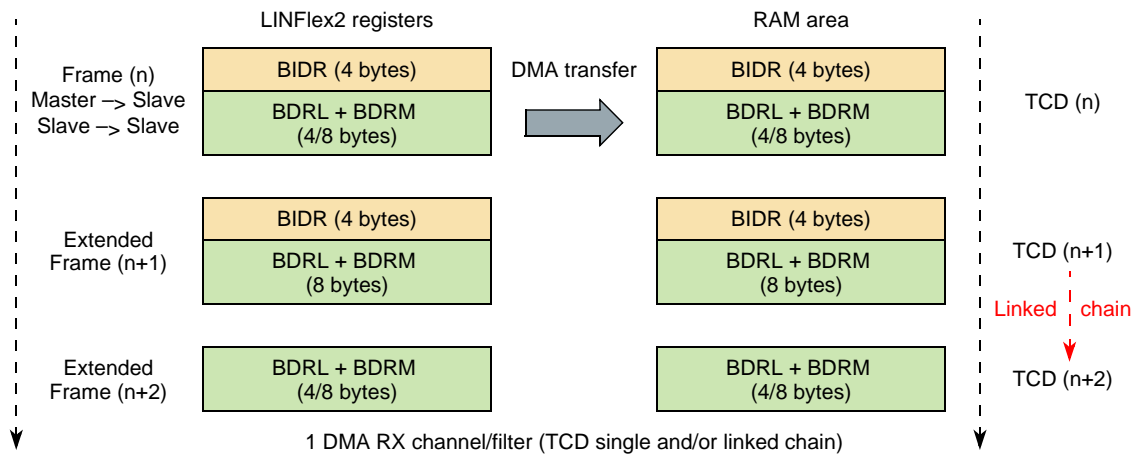 LINFlex2 registers
RAM area
Frame (n)
Master –> Slave
Slave –> Slave
BIDR (4 bytes)
BDRL + BDRM
(4/8 bytes)
DMA transfer
BIDR (4 bytes)
BDRL + BDRM
(4/8 bytes)
TCD (n)
Extended
Frame (n+1)
BIDR (4 bytes)
BDRL + BDRM
(8 bytes)
BIDR (4 bytes)
BDRL + BDRM
(8 bytes)
TCD (n+1)
Linked chain
Extended
Frame (n+2)
BDRL + BDRM
(4/8 bytes)
BDRL + BDRM
(4/8 bytes)
TCD (n+2)
1 DMA RX channel/filter (TCD single and/or linked chain)